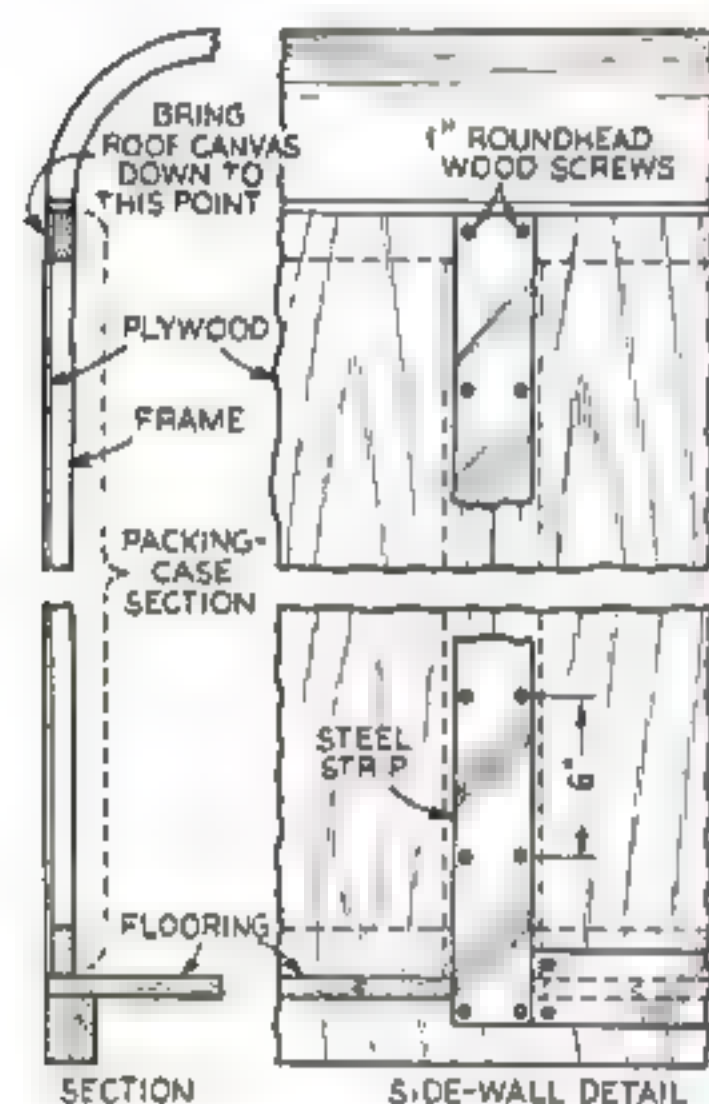 BRING
ROOF CANVAS
DOWN TO
THIS POINT
1" ROUNDHEAD
WOOD SCREWS
PLYWOOD
FRAME
PACKING-
CASE
SECTION
STEEL
STRIP
6"
FLOORING
SECTION
SIDE-WALL DETAIL